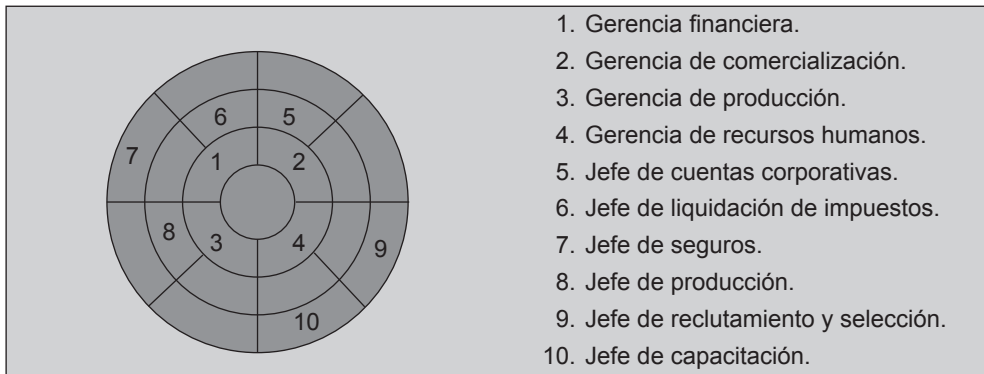 1. Gerencia financiera.
2. Gerencia de comercialización.
3. Gerencia de producción.
4. Gerencia de recursos humanos.
5. Jefe de cuentas corporativas.
6. Jefe de liquidación de impuestos.
7. Jefe de seguros.
8. Jefe de producción.
9. Jefe de reclutamiento y selección.
10. Jefe de capacitación.
6 5
7 1 2
8 3 4 9
10